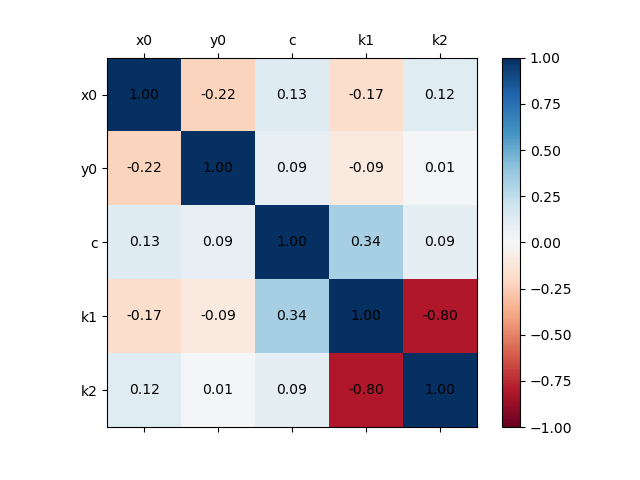 x0 y0 c k1 k2
x0 1.00 -0.22 0.13 -0.17 0.12
y0 -0.22 1.00 0.09 -0.09 0.01
c 0.13 0.09 1.00 0.34 0.09
k1 -0.17 -0.09 0.34 1.00 -0.80
k2 0.12 0.01 0.09 -0.80 1.00
1.00
0.75
0.50
0.25
0.00
−0.25
−0.50
−0.75
−1.00